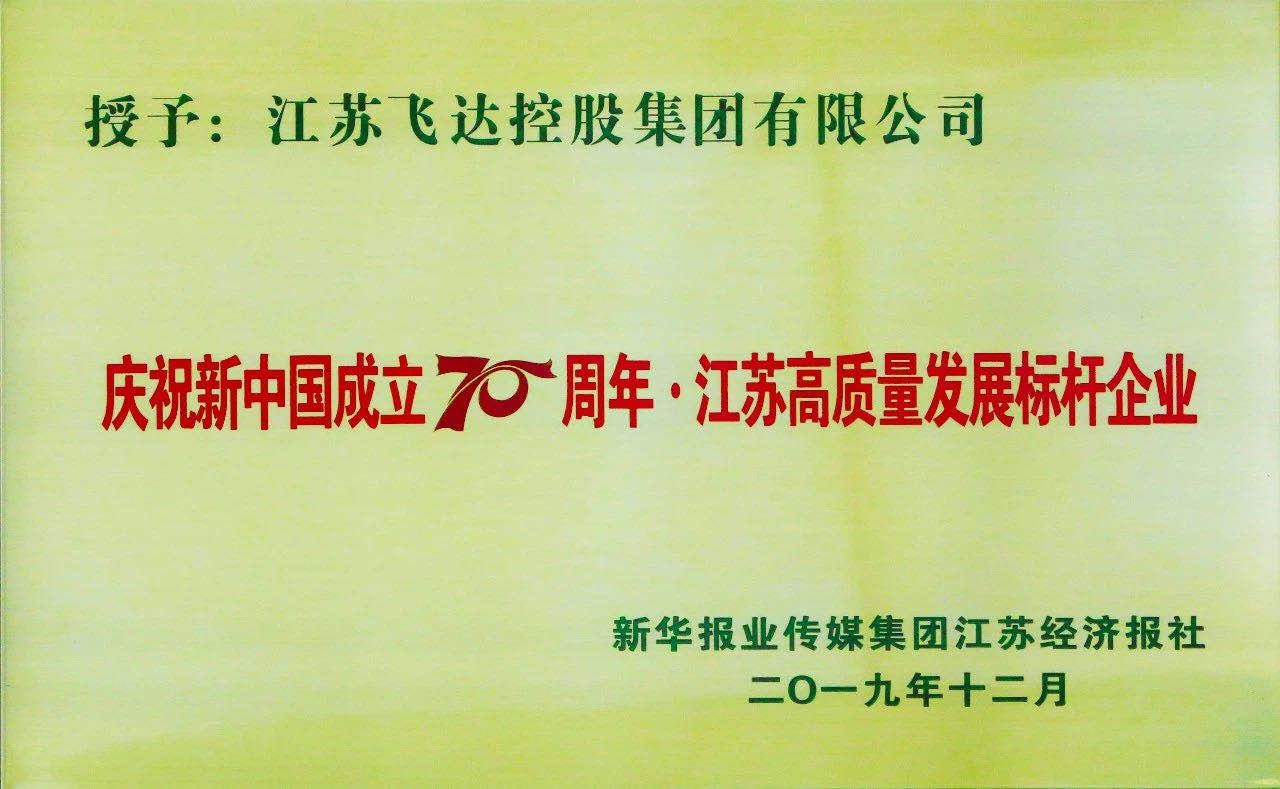 授予：江苏飞达控股集团有限公司
庆祝新中国成立70周年·江苏高质量发展标杆企业
新华报业传媒集团江苏经济报社
二〇一九年十二月